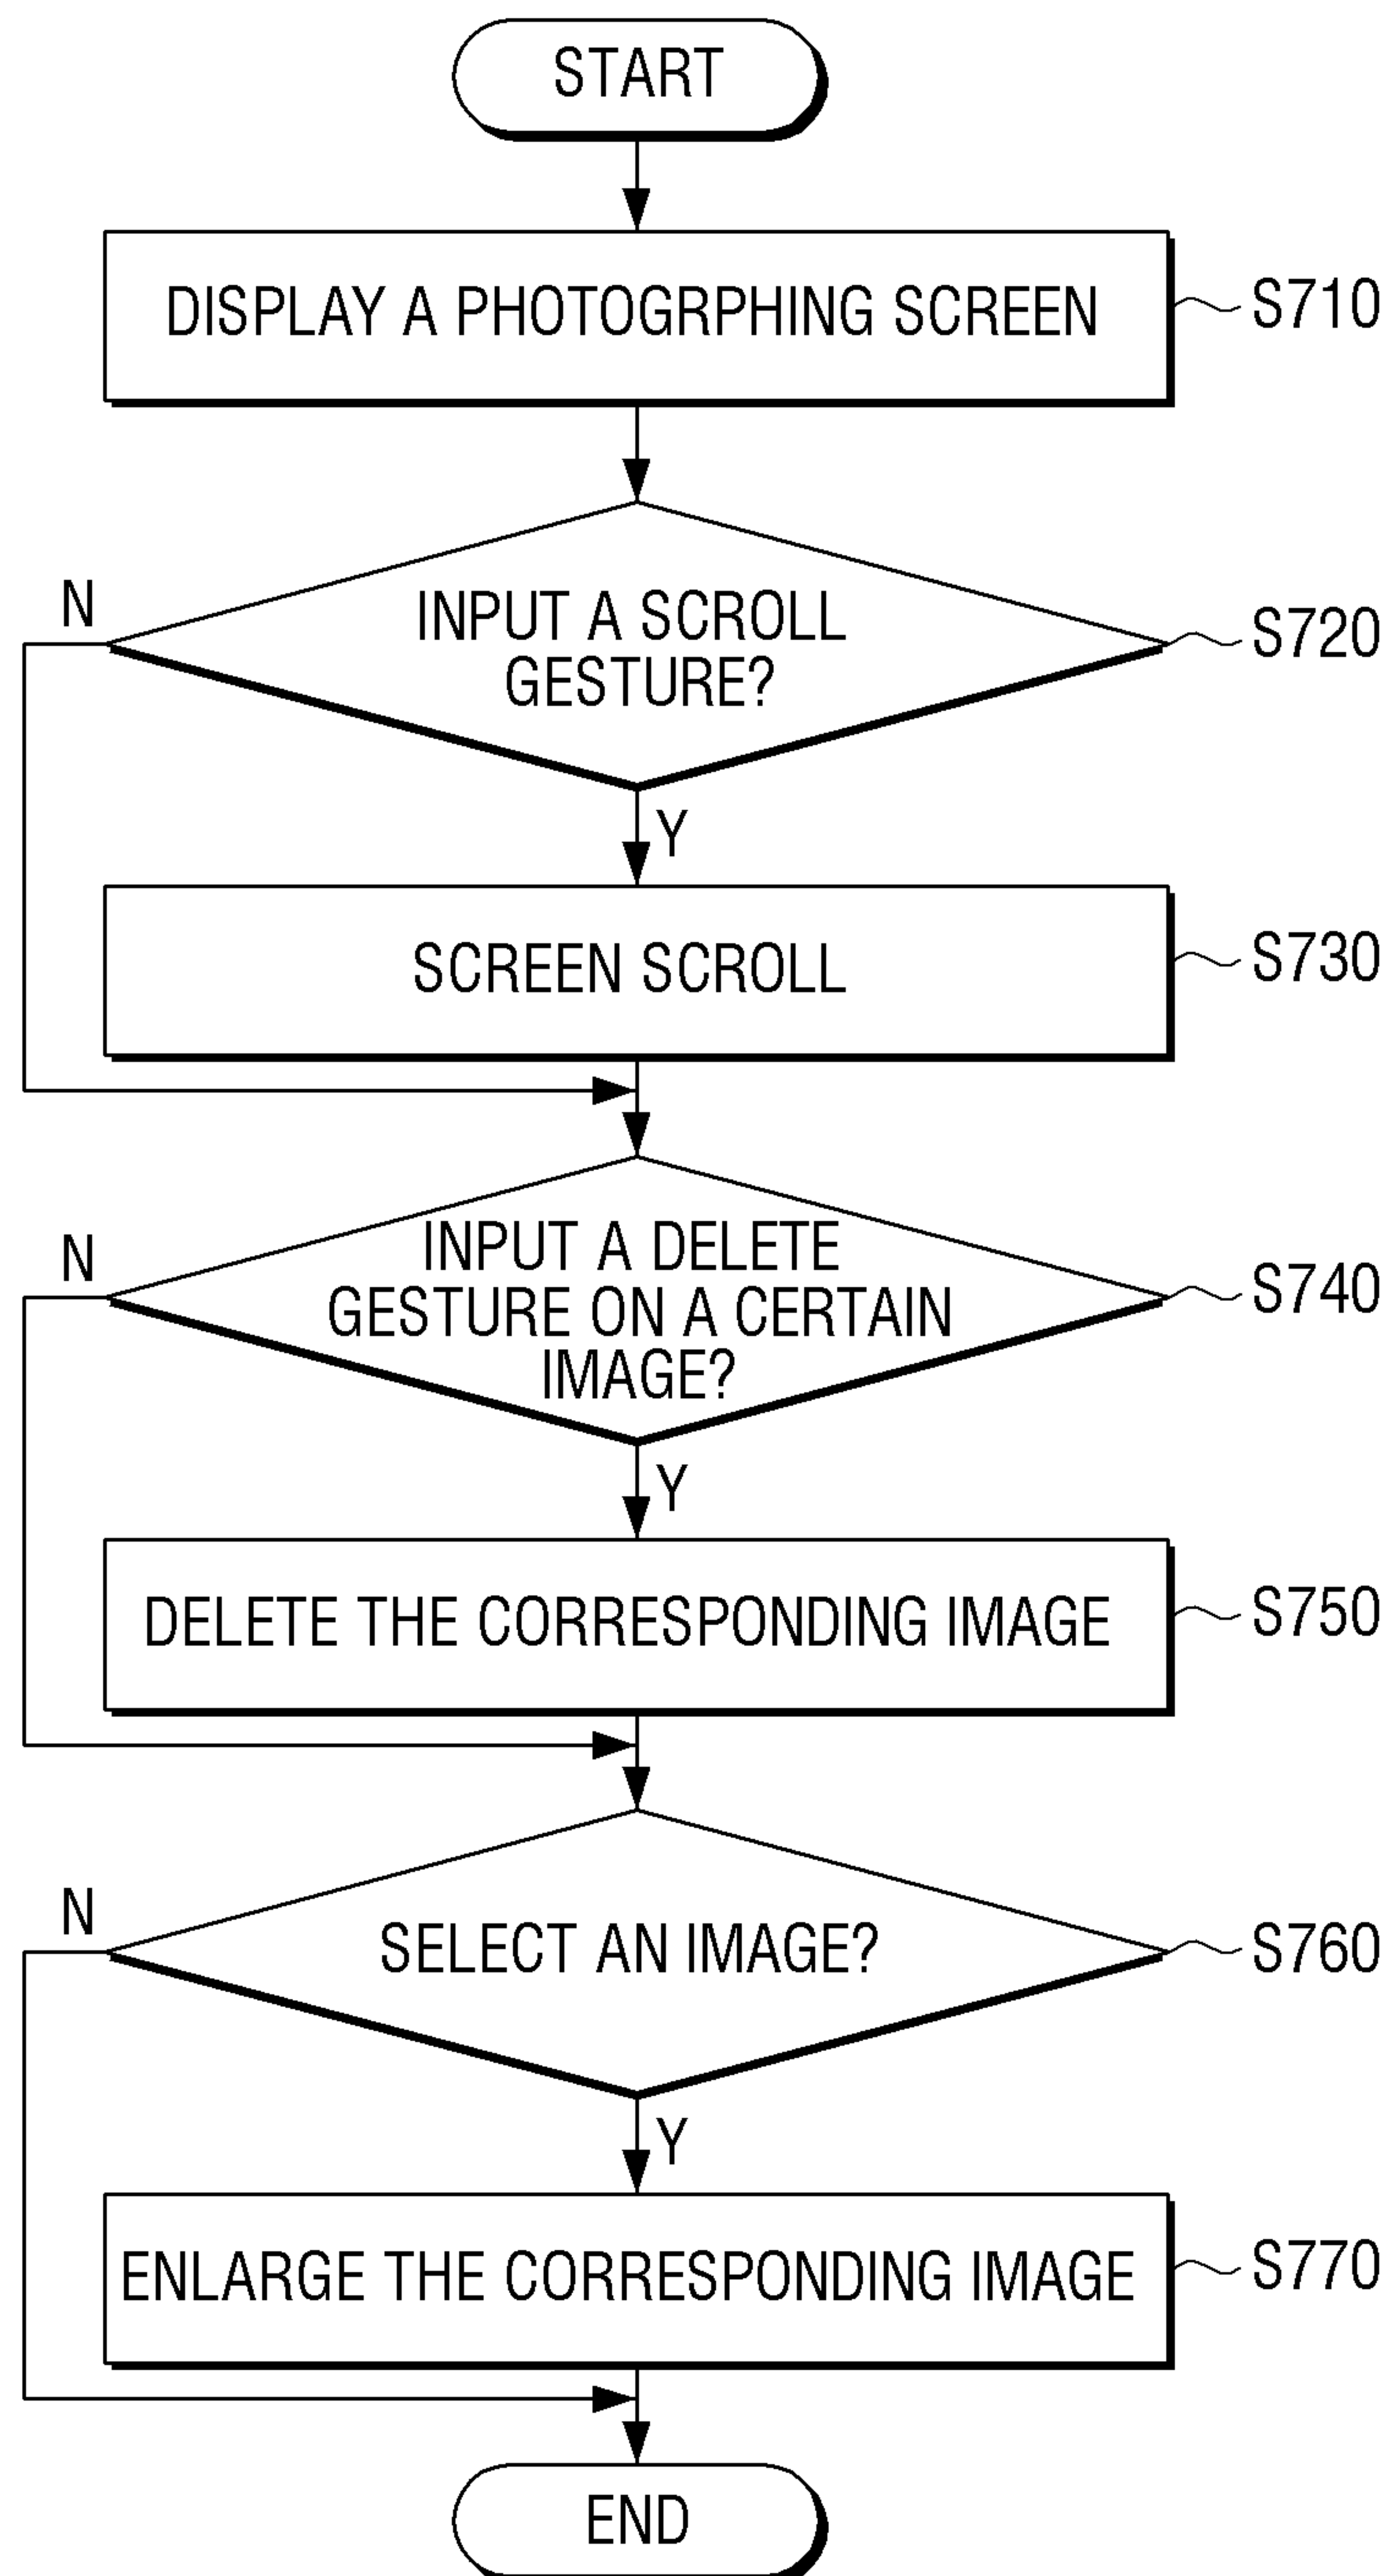 START
DISPLAY A PHOTOGRPHING SCREEN
S710
N
INPUT A SCROLL
GESTURE?
S720
Y
SCREEN SCROLL
S730
N
INPUT A DELETE
GESTURE ON A CERTAIN
IMAGE?
S740
Y
DELETE THE CORRESPONDING IMAGE
S750
N
SELECT AN IMAGE?
S760
Y
ENLARGE THE CORRESPONDING IMAGE
S770
END